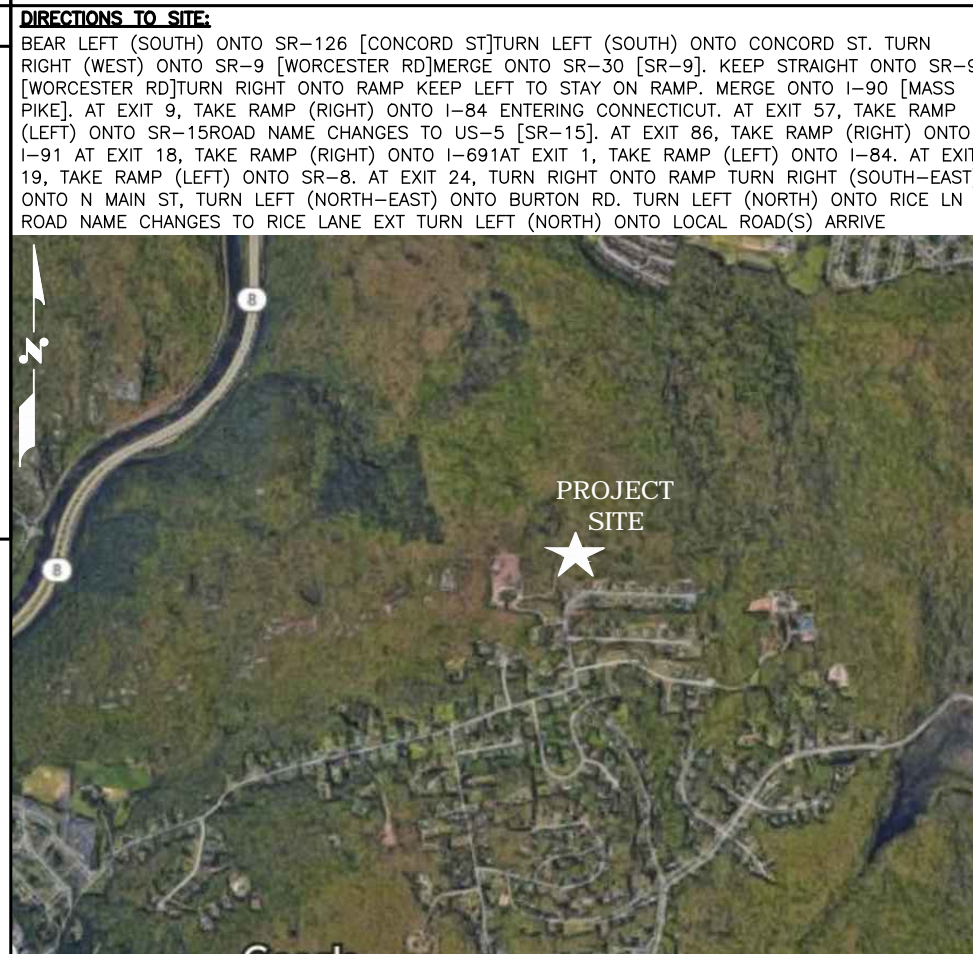 DIRECTIONS TO SITE:
BEAR LEFT (SOUTH) ONTO SR-126 [CONCORD ST]TURN LEFT (SOUTH) ONTO CONCORD ST. TURN
RIGHT (WEST) ONTO SR-9 [WORCESTER RD]MERGE ONTO SR-30 [SR-9]. KEEP STRAIGHT ONTO SR-9
[WORCESTER RD]TURN RIGHT ONTO RAMP KEEP LEFT TO STAY ON RAMP. MERGE ONTO I-90 [MASS
PIKE]. AT EXIT 9, TAKE RAMP (RIGHT) ONTO I-84 ENTERING CONNECTICUT. AT EXIT 57, TAKE RAMP
(LEFT) ONTO SR-15ROAD NAME CHANGES TO US-5 [SR-15]. AT EXIT 86, TAKE RAMP (RIGHT) ONTO
I-91 AT EXIT 18, TAKE RAMP (RIGHT) ONTO I-691AT EXIT 1, TAKE RAMP (LEFT) ONTO I-84. AT EXIT
19, TAKE RAMP (LEFT) ONTO SR-8. AT EXIT 24, TURN RIGHT ONTO RAMP TURN RIGHT (SOUTH-EAST)
ONTO N MAIN ST, TURN LEFT (NORTH-EAST) ONTO BURTON RD. TURN LEFT (NORTH) ONTO RICE LN
ROAD NAME CHANGES TO RICE LANE EXT TURN LEFT (NORTH) ONTO LOCAL ROAD(S) ARRIVE
8
N
PROJECT
SITE
8
Google